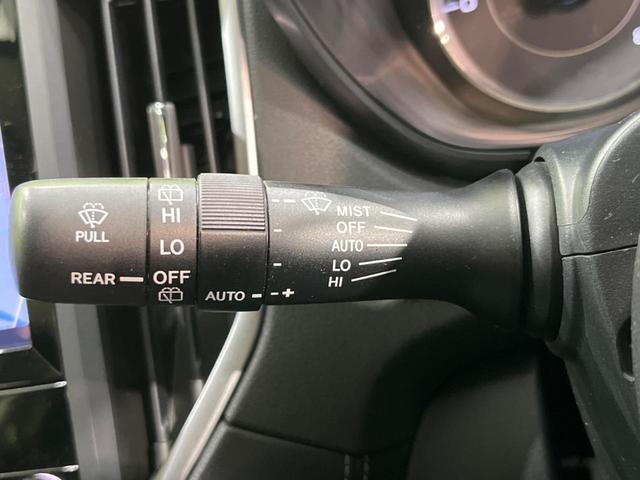 PULL
REAR
HI
LO
OFF
AUTO
- +
MIST
OFF
AUTO
LO
HI